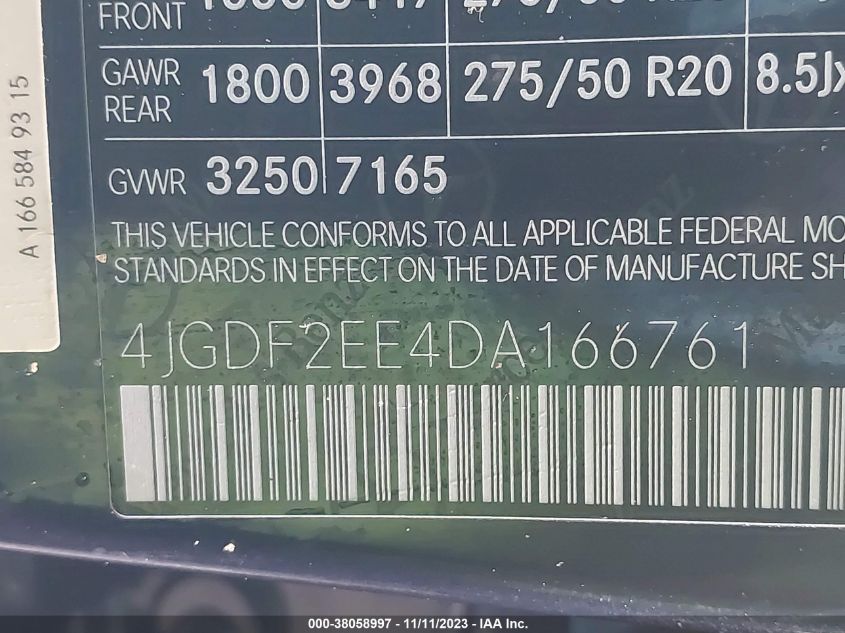 FRONT
GAWR REAR 1800 3968 275/50 R20 8.5Jx
GVWR 3250 7165
THIS VEHICLE CONFORMS TO ALL APPLICABLE FEDERAL MO
STANDARDS IN EFFECT ON THE DATE OF MANUFACTURE SH
4JGDF2EE4DA166761
A 166 584 93 15
000-38058997 - 11/11/2023 - IAA Inc.